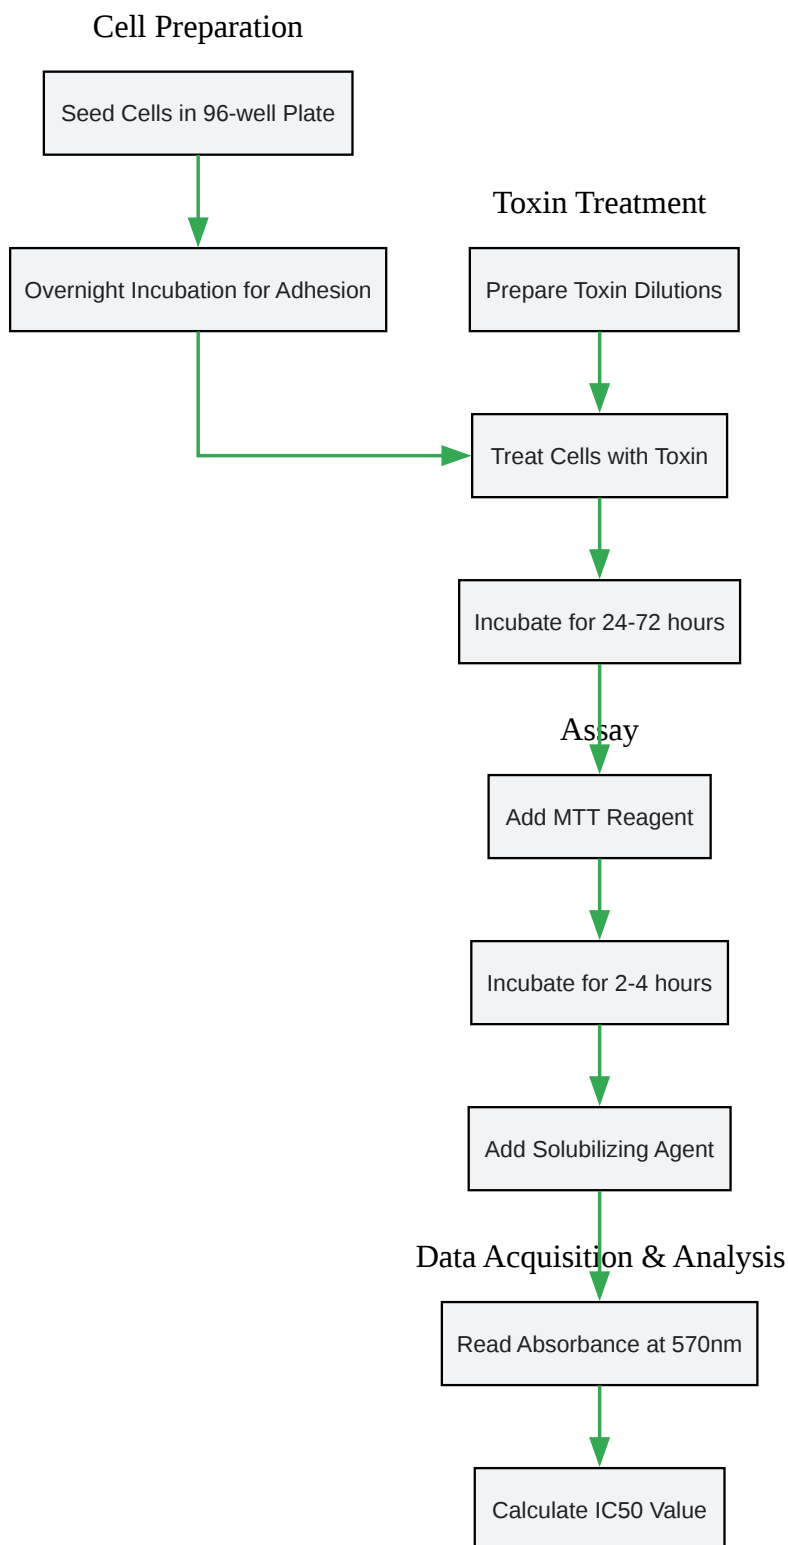 Cell Preparation
Seed Cells in 96-well Plate
Overnight Incubation for Adhesion
Toxin Treatment
Prepare Toxin Dilutions
Treat Cells with Toxin
Incubate for 24-72 hours
Assay
Add MTT Reagent
Incubate for 2-4 hours
Add Solubilizing Agent
Data Acquisition & Analysis
Read Absorbance at 570nm
Calculate IC50 Value